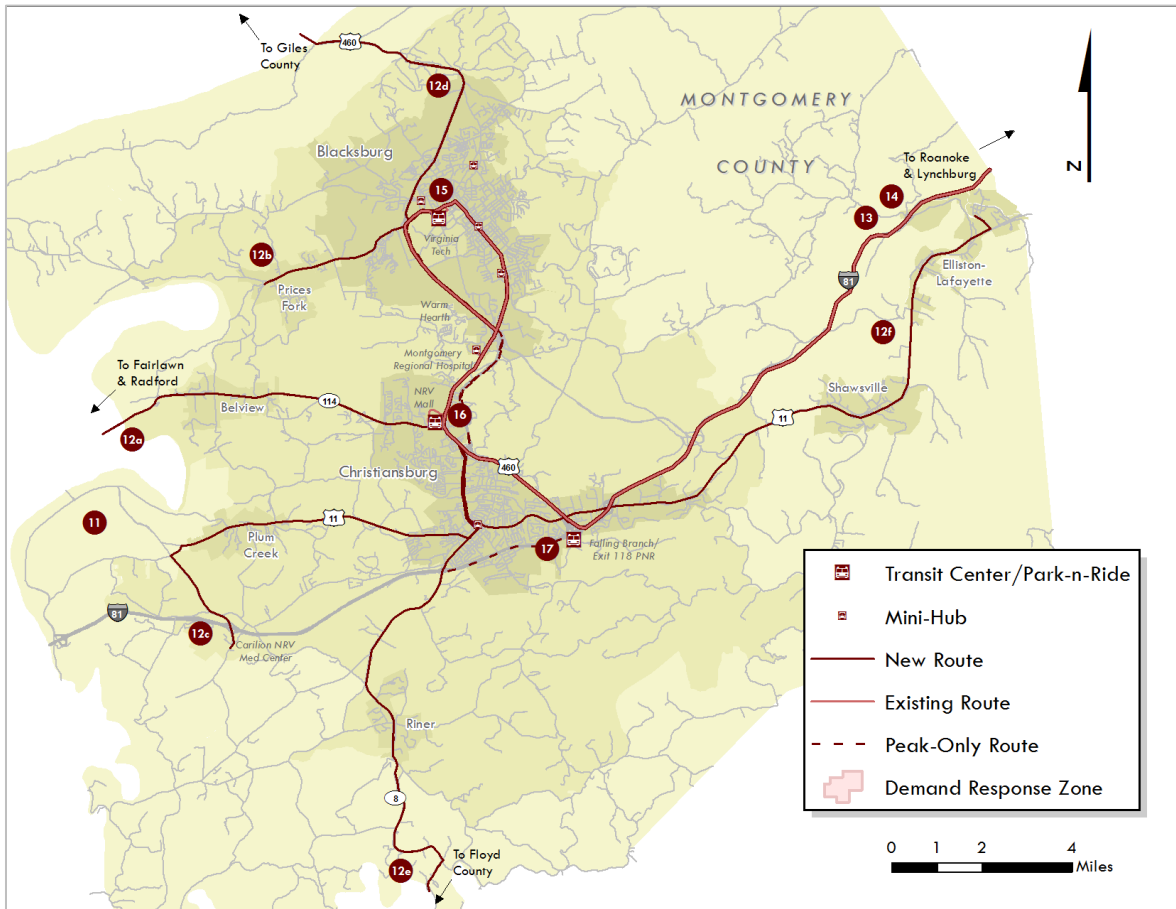 To Giles
County
460
12d
MONTGOMERY
COUNTY
Blacksburg
To Roanoke
& Lynchburg
N
15
14
13
Virginia
Tech
12b
Prices
Fork
81
Elliston-
Lafayette
Warm
Hearth
12f
Montgomery
Regional Hospital
To Fairlawn
& Radford
NRV
Mall
Shawsville
Belview
114
16
11
12a
Christiansburg
460
11
11
Plum
Creek
17
Falling Branch/
Exit 118 PNR
81
12c
Carilion NRV
Med Center
Riner
8
To Floyd
County
12e
Transit Center/Park-n-Ride
Mini-Hub
New Route
Existing Route
Peak-Only Route
Demand Response Zone
0 1 2 4
Miles